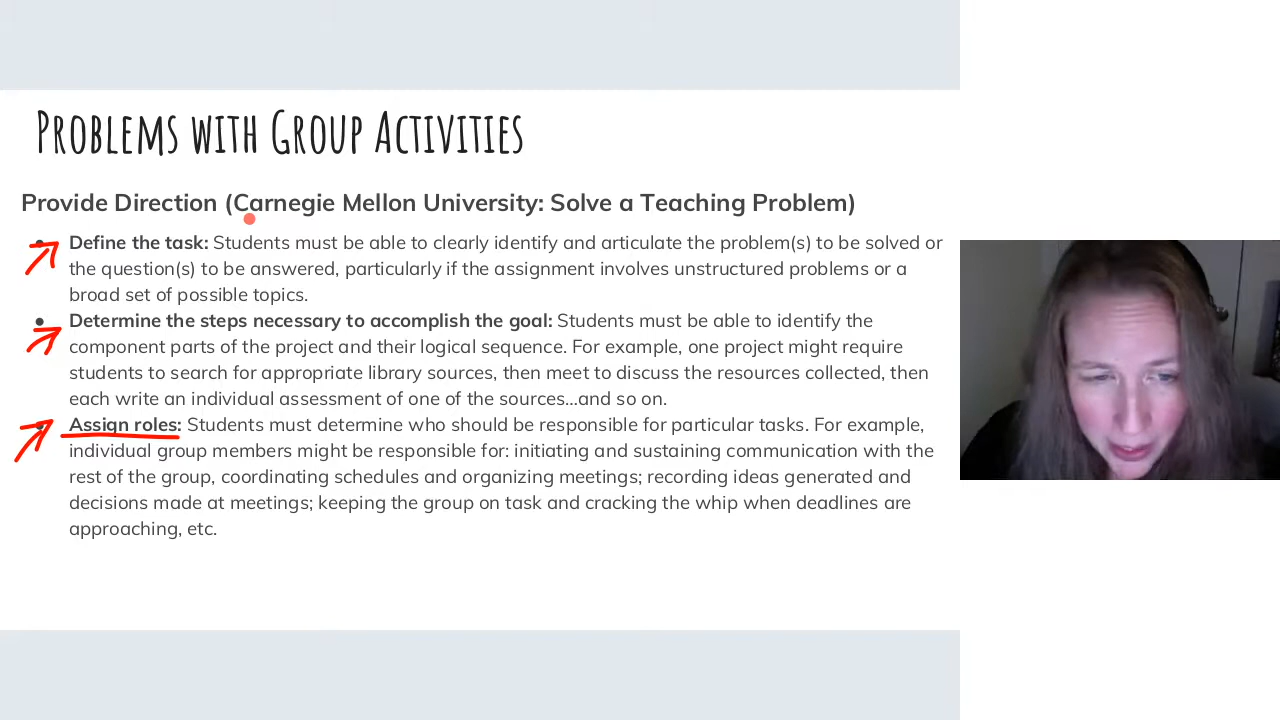 Problems with Group Activities
Provide Direction (Carnegie Mellon University: Solve a Teaching Problem)
Define the task: Students must be able to clearly identify and articulate the problem(s) to be solved or
the question(s) to be answered, particularly if the assignment involves unstructured problems or a
broad set of possible topics.
Determine the steps necessary to accomplish the goal: Students must be able to identify the
component parts of the project and their logical sequence. For example, one project might require
students to search for appropriate library sources, then meet to discuss the resources collected, then
each write an individual assessment of one of the sources…and so on.
Assign roles: Students must determine who should be responsible for particular tasks. For example,
individual group members might be responsible for: initiating and sustaining communication with the
rest of the group, coordinating schedules and organizing meetings; recording ideas generated and
decisions made at meetings; keeping the group on task and cracking the whip when deadlines are
approaching, etc.